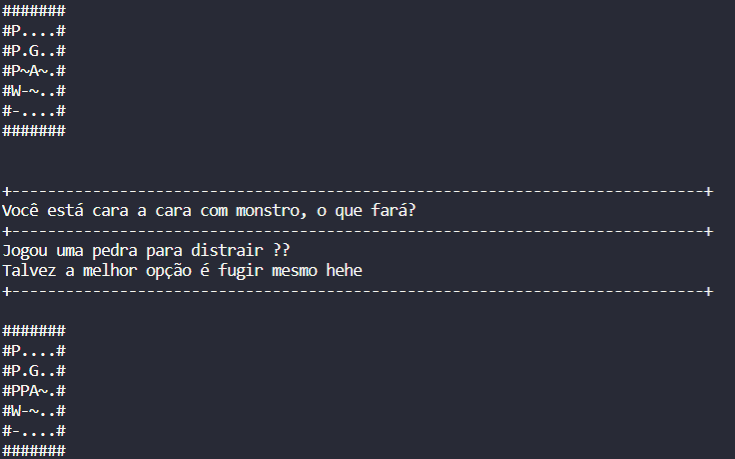 #######
#P....#
#P.G..#
#P~A~.#
#W-~..#
#-....#
#######
+-----------------------------------------------------------------------------+
Você está cara a cara com monstro, o que fará?
+-----------------------------------------------------------------------------+
Jogou uma pedra para distrair ??
Talvez a melhor opção é fugir mesmo hehe
+-----------------------------------------------------------------------------+
#######
#P....#
#P.G..#
#PPA~.#
#W-~..#
#-....#
#######